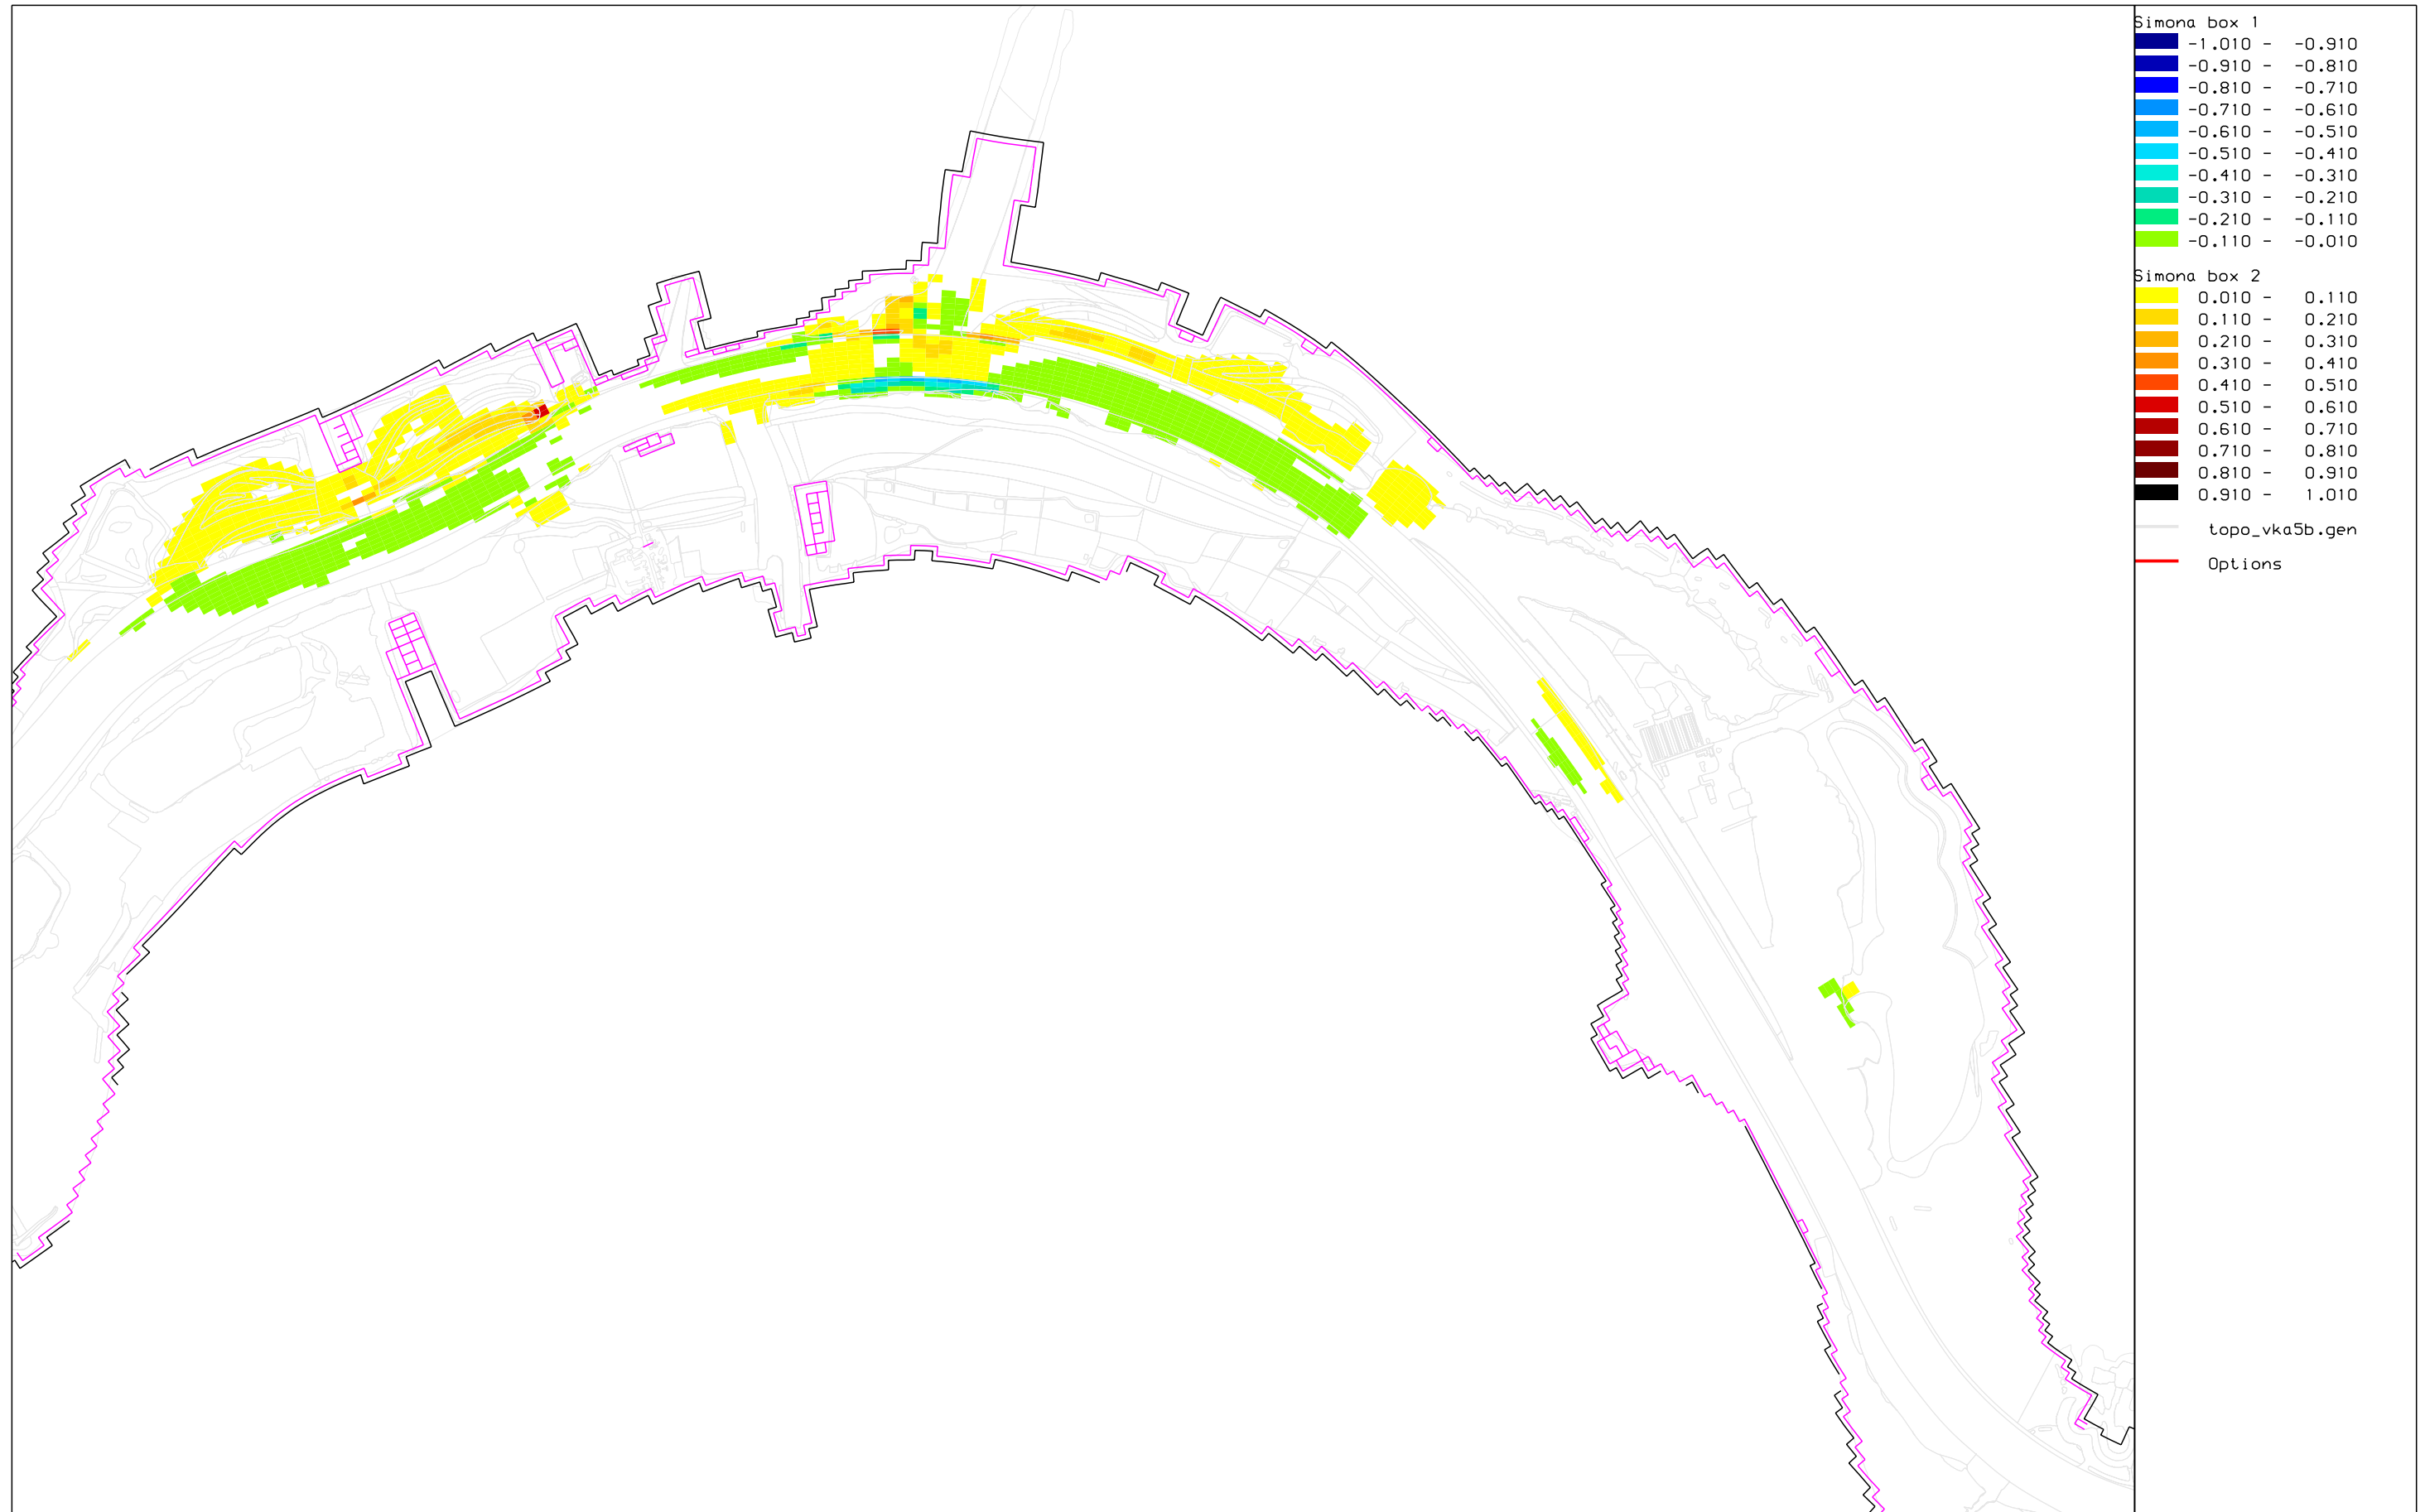 Simona box 1
-1.010 - -0.910
-0.910 - -0.810
-0.810 - -0.710
-0.710 - -0.610
-0.610 - -0.510
-0.510 - -0.410
-0.410 - -0.310
-0.310 - -0.210
-0.210 - -0.110
-0.110 - -0.010
Simona box 2
0.010 - 0.110
0.110 - 0.210
0.210 - 0.310
0.310 - 0.410
0.410 - 0.510
0.510 - 0.610
0.610 - 0.710
0.710 - 0.810
0.810 - 0.910
0.910 - 1.010
topo_vka5b.gen
Options